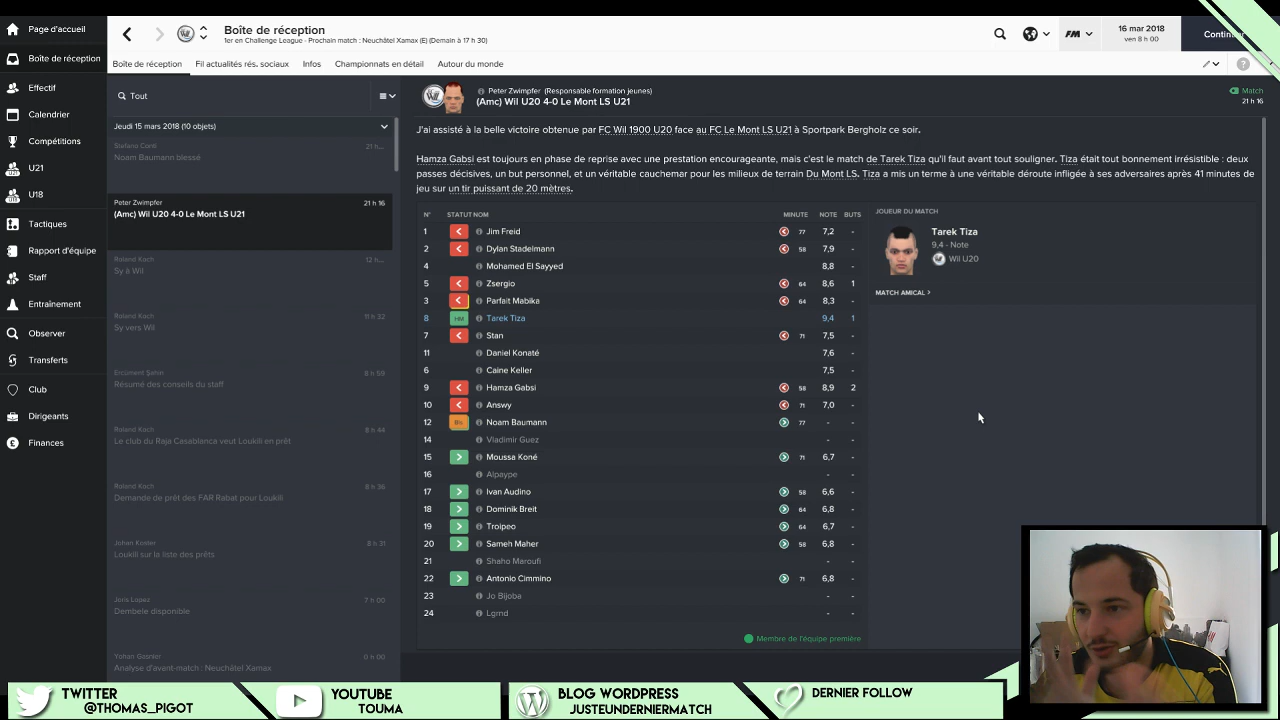 Page d'accueil
Boîte de réception
Effectif
Calendrier
Compétitions
U21
U18
Tactiques
Rapport d'équipe
Staff
Entraînement
Observer
Transferts
Club
Dirigeants
Finances
Boîte de réception
1er en Challenge League - Prochain match : Neuchâtel Xamax (E) (Demain à 17 h 30)
FM
16 mar 2018
ven 8 h 00
Boîte de réception Fil actualités rés. sociaux Infos Championnats en détail Autour du monde
Tout
Jeudi 15 mars 2018 (10 objets)
Stefano Conti 21 h...
Noam Baumann blessé
Peter Zwimpfer 21 h 16
(Amc) Wil U20 4-0 Le Mont LS U21
Roland Koch 12 h...
Sy à Wil
Roland Koch 11 h 32
Sy vers Wil
Ercüment Şahin 8 h 59
Résumé des conseils du staff
Roland Koch 8 h 44
Le club du Raja Casablanca veut Loukili en prêt
Roland Koch 8 h 36
Demande de prêt des FAR Rabat pour Loukili
Johan Koster 8 h 31
Loukili sur la liste des prêts
Joris Lopez 7 h 00
Dembele disponible
Yohan Gasnier 0 h 00
Analyse d'avant-match : Neuchâtel Xamax
Peter Zwimpfer (Responsable formation jeunes)
(Amc) Wil U20 4-0 Le Mont LS U21
Match
21 h 16
J'ai assisté à la belle victoire obtenue par FC Wil 1900 U20 face au FC Le Mont LS U21 à Sportpark Bergholz ce soir.
Hamza Gabsi est toujours en phase de reprise avec une prestation encourageante, mais c'est le match de Tarek Tiza qu'il faut avant tout souligner. Tiza était tout bonnement irrésistible : deux
passes décisives, un but personnel, et un véritable cauchemar pour les milieux de terrain Du Mont LS. Tiza a mis un terme à une véritable déroute infligée à ses adversaires après 41 minutes de
jeu sur un tir puissant de 20 mètres.
N° STATUT NOM MINUTE NOTE BUTS
1 Jim Freid 77 7,2 -
2 Dylan Stadelmann 58 7,9 -
4 Mohamed El Sayyed 8,8 -
5 Zsergio 64 8,6 1
3 Parfait Mabika 64 8,3 -
8 HM Tarek Tiza 9,4 1
7 Stan 71 7,5 -
11 Daniel Konaté 7,6 -
6 Caine Keller 7,5 -
9 Hamza Gabsi 58 8,9 2
10 Answy 71 7,0 -
12 Bls Noam Baumann 77 - -
14 Vladimir Guez - -
15 Moussa Koné 71 6,7 -
16 Alpaype - -
17 Ivan Audino 58 6,6 -
18 Dominik Breit 64 6,8 -
19 Troipeo 64 6,7 -
20 Sameh Maher 58 6,8 -
21 Shaho Maroufi - -
22 Antonio Cimmino 71 6,8 -
23 Jo Bijoba - -
24 Lgrnd - -
Membre de l'équipe première
JOUEUR DU MATCH
Tarek Tiza
9,4 - Note
Wil U20
MATCH AMICAL >
TWITTER
@THOMAS_PIGOT
YOUTUBE
TOUMA
BLOG WORDPRESS
JUSTEUNDERNIERMATCH
DERNIER FOLLOW